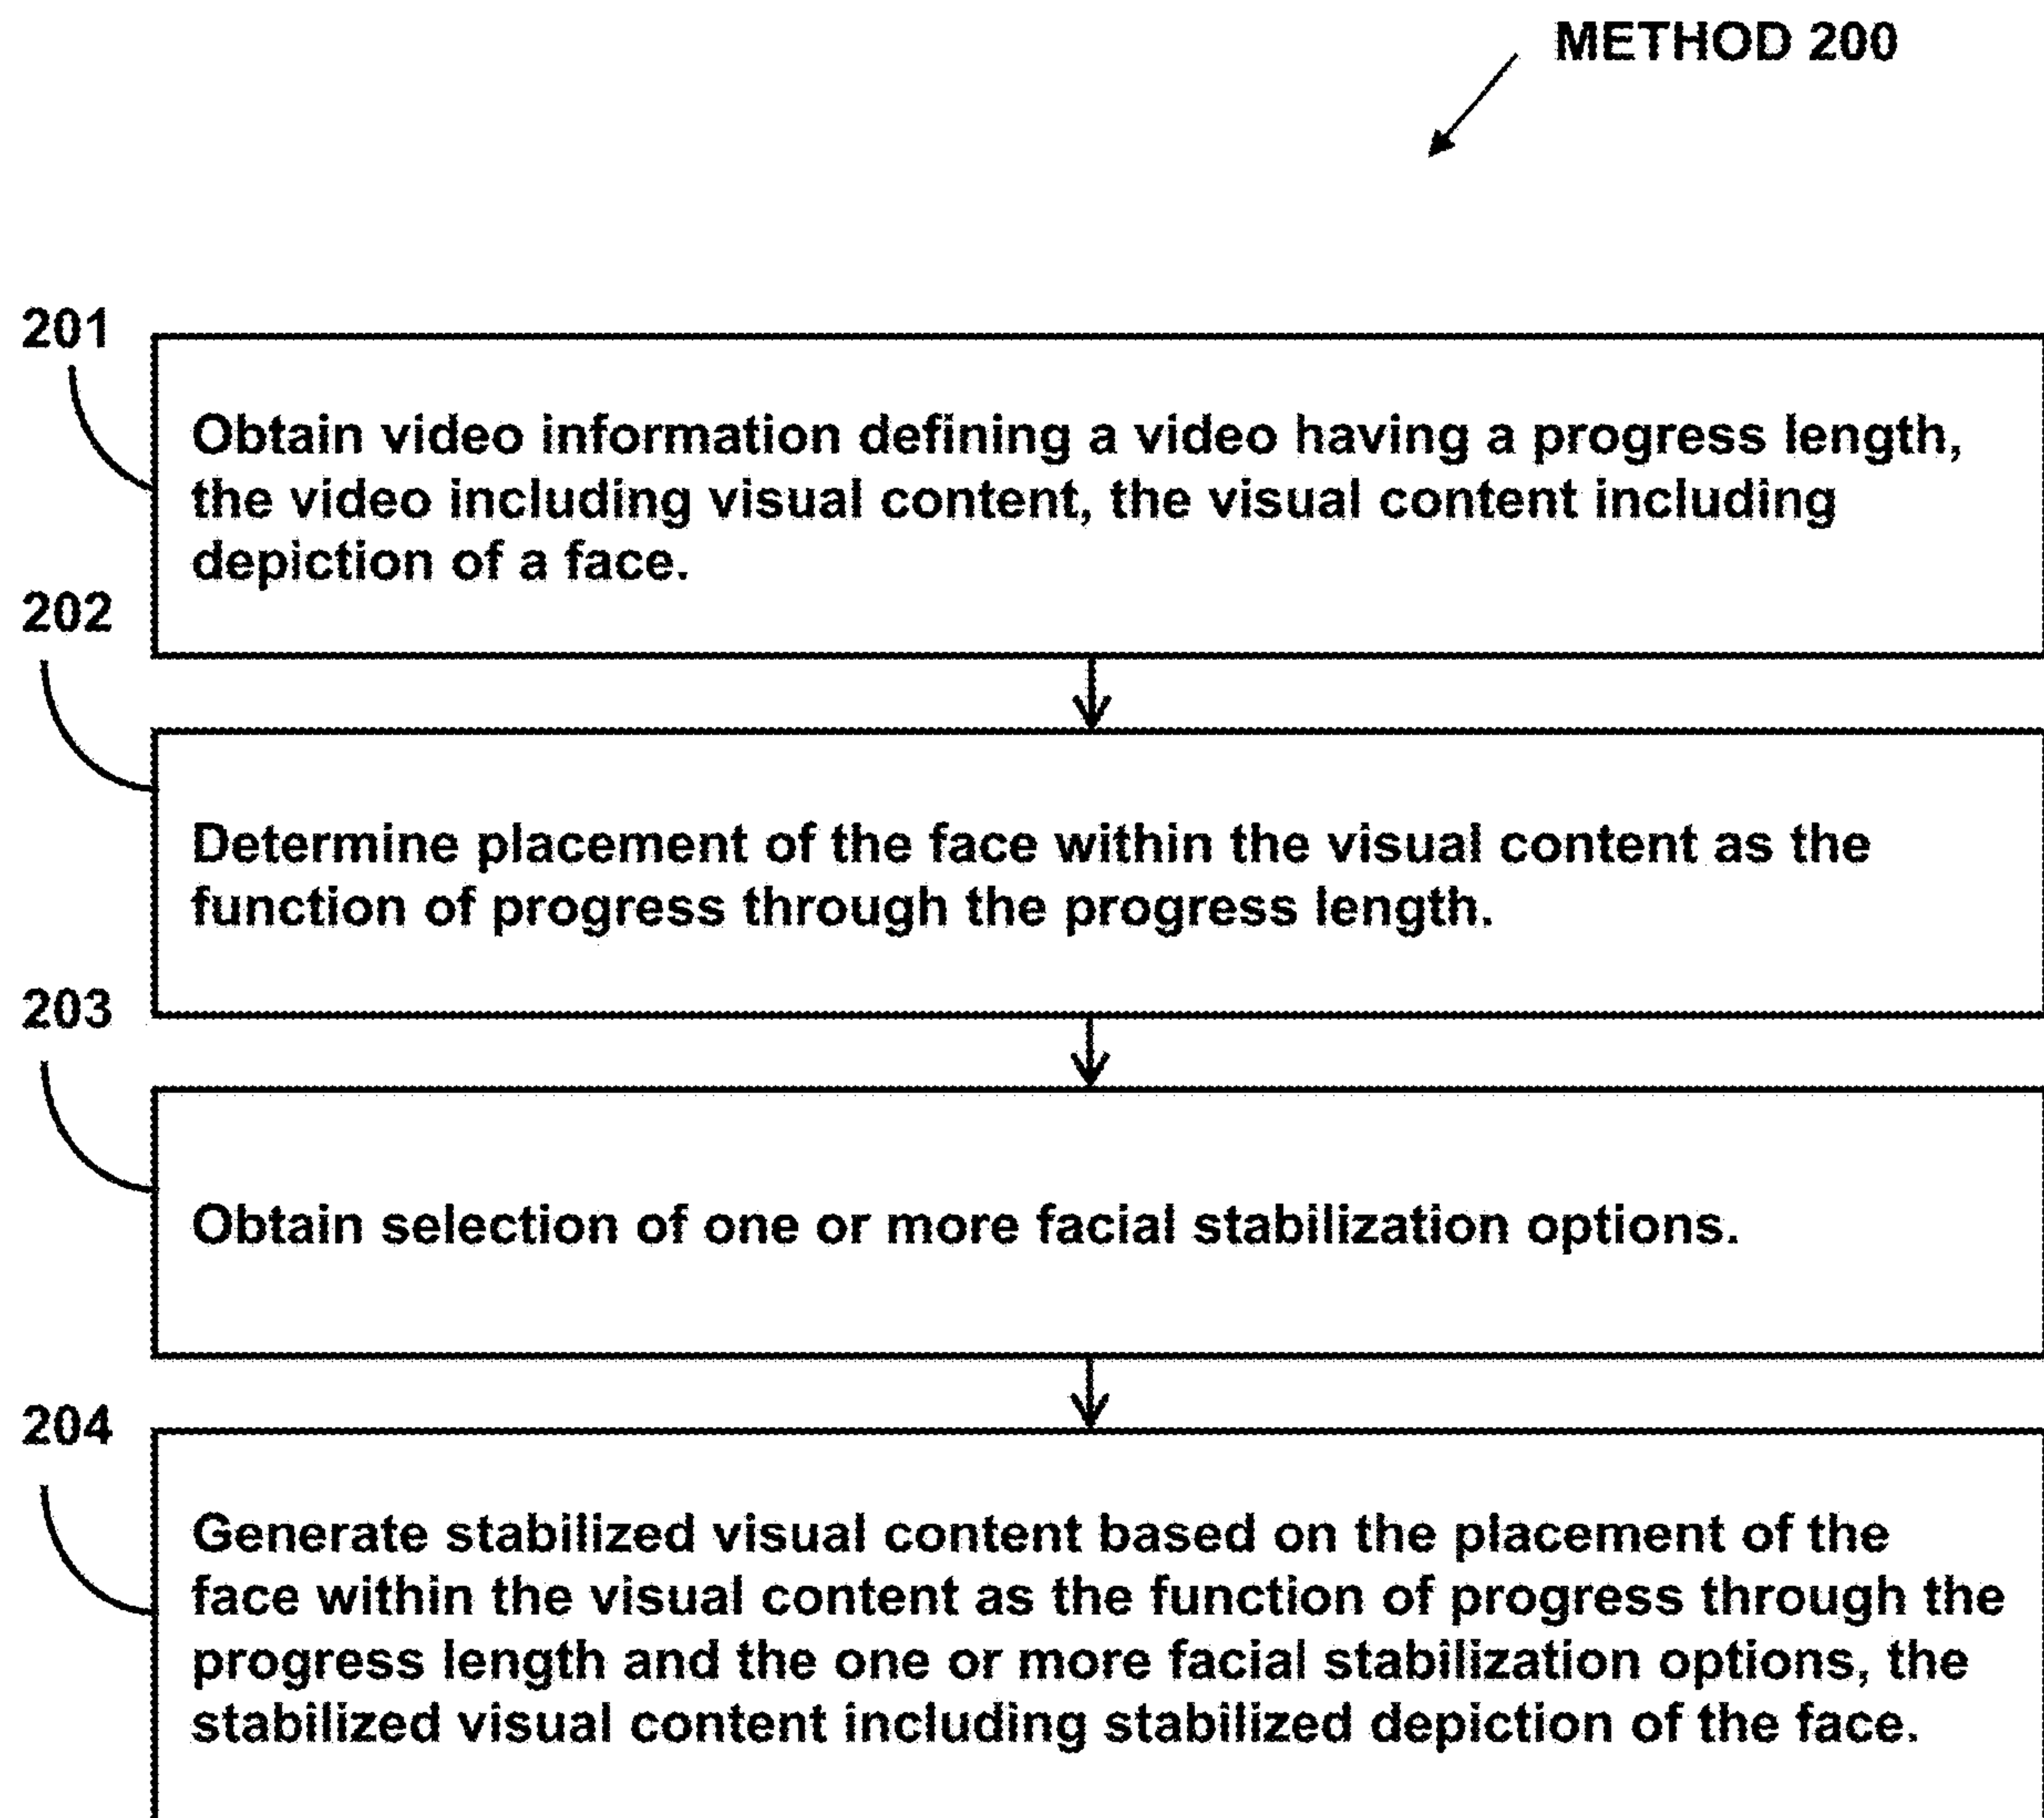 METHOD 200
201
Obtain video information defining a video having a progress length,
the video including visual content, the visual content including
depiction of a face.
202
Determine placement of the face within the visual content as the
function of progress through the progress length.
203
Obtain selection of one or more facial stabilization options.
204
Generate stabilized visual content based on the placement of the
face within the visual content as the function of progress through the
progress length and the one or more facial stabilization options, the
stabilized visual content including stabilized depiction of the face.